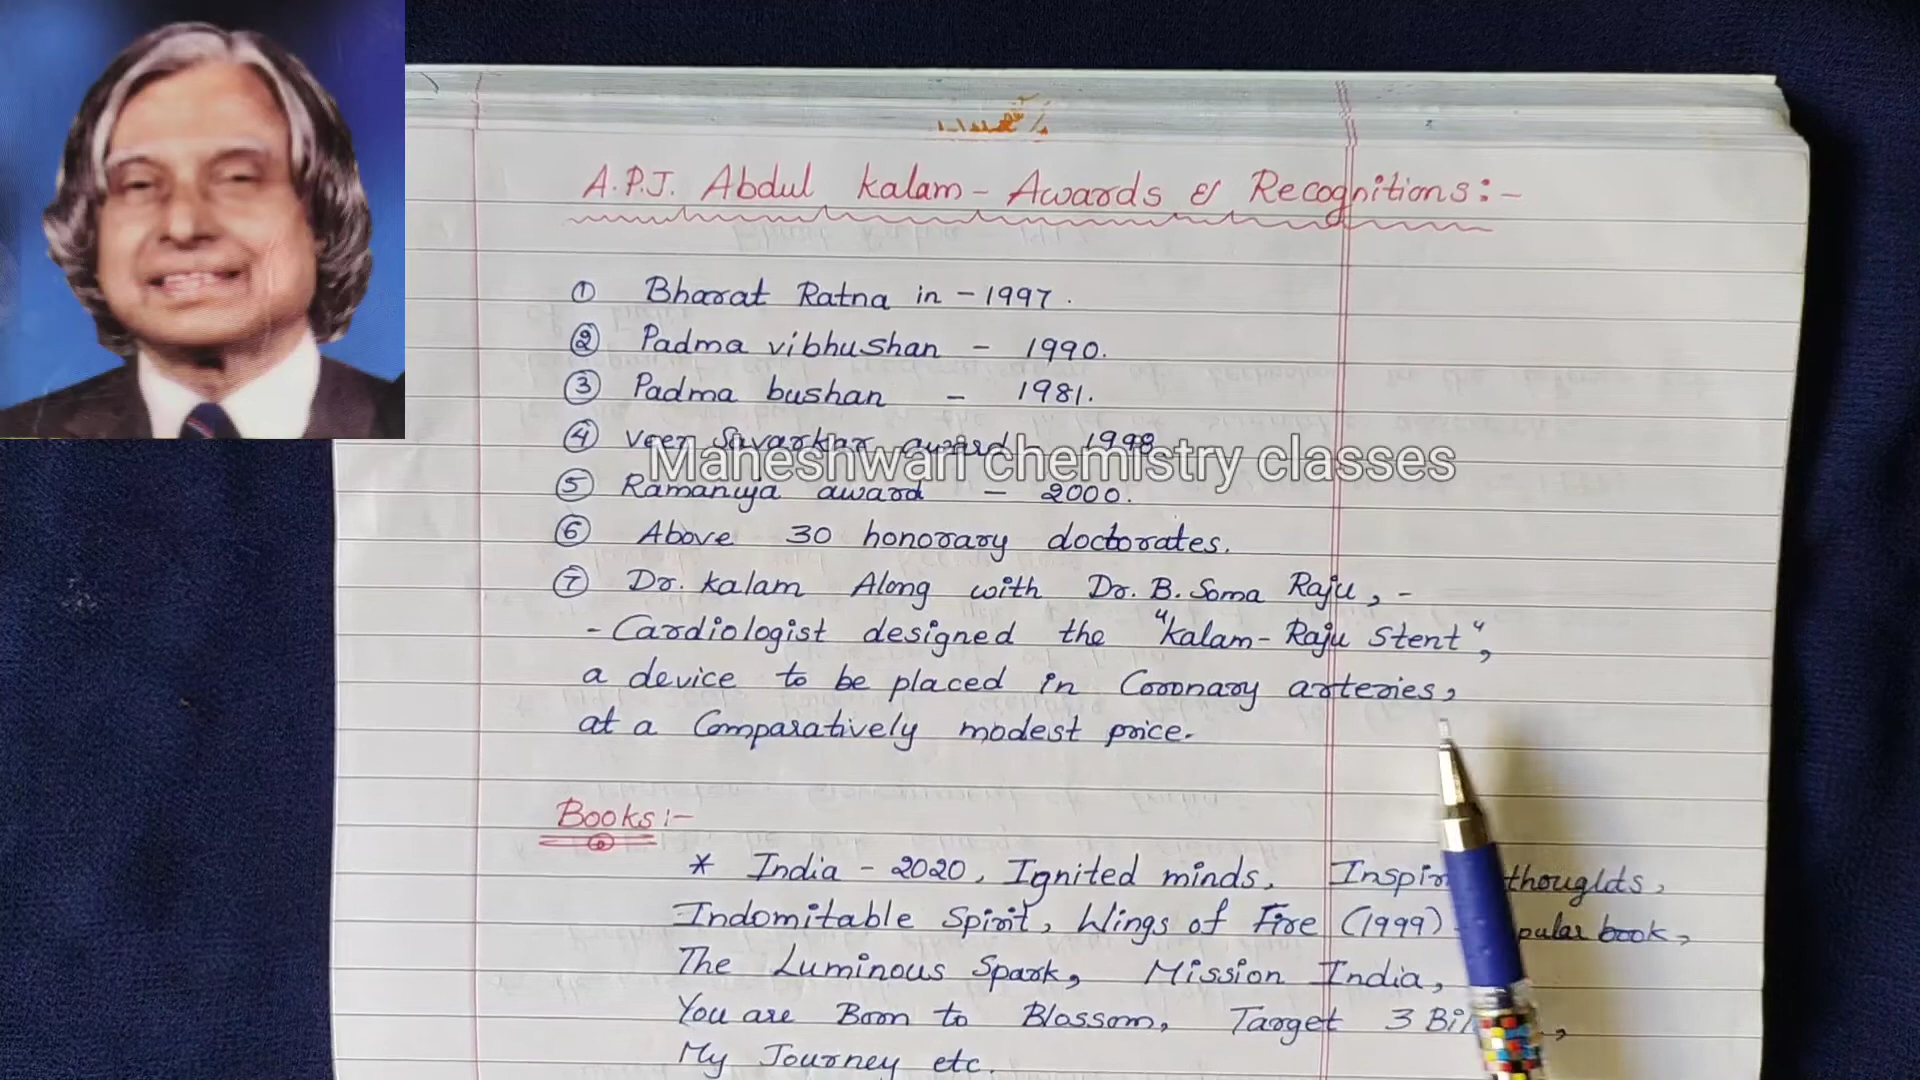 A.P.J. Abdul Kalam - Awards & Recognitions :-
① Bharat Ratna in - 1997.
② Padma vibhushan - 1990.
③ Padma bushan - 1981.
④ Veer Savarkar award - 1998
Maheshwari chemistry classes
⑤ Ramanuja award - 2000.
⑥ Above 30 honorary doctorates.
⑦ Dr. Kalam Along with Dr. B. Soma Raju, -
- Cardiologist designed the "Kalam-Raju Stent",
a device to be placed in Coronary arteries,
at a Comparatively modest price.
Books :-
* India - 2020, Ignited minds, thoughts,
Indomitable Spirit, Wings of Fire (1999) book,
The Luminous Spark, Mission India,
You are Born to Blossom, Target 3
My Journey etc.